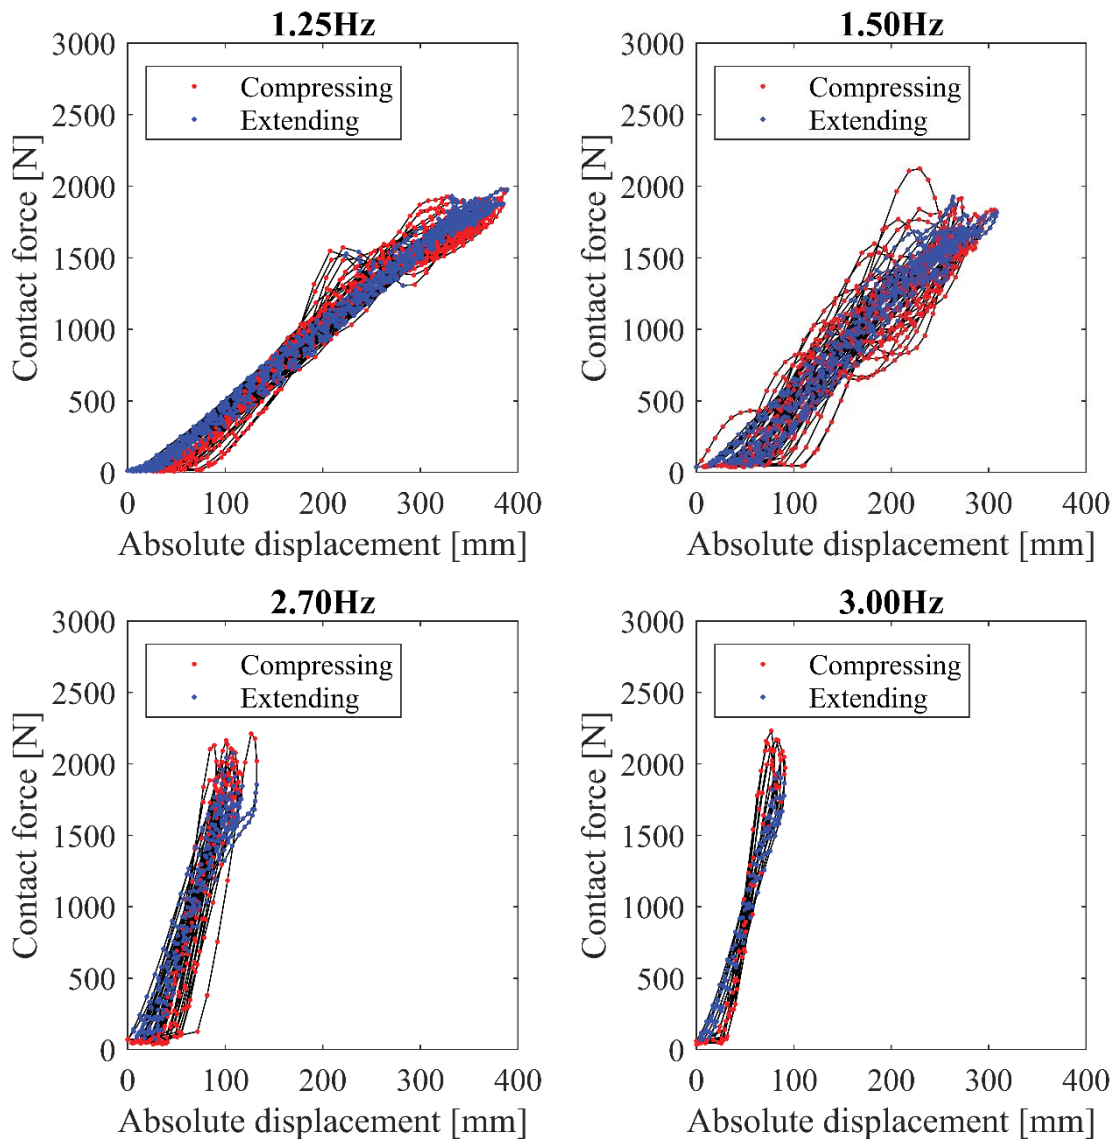 1.25Hz
3000
2500
2000
1500
1000
500
0
Contact force [N]
Compressing
Extending
0 100 200 300 400
Absolute displacement [mm]
1.50Hz
3000
2500
2000
1500
1000
500
0
Contact force [N]
Compressing
Extending
0 100 200 300 400
Absolute displacement [mm]
2.70Hz
3000
2500
2000
1500
1000
500
0
Contact force [N]
Compressing
Extending
0 100 200 300 400
Absolute displacement [mm]
3.00Hz
3000
2500
2000
1500
1000
500
0
Contact force [N]
Compressing
Extending
0 100 200 300 400
Absolute displacement [mm]